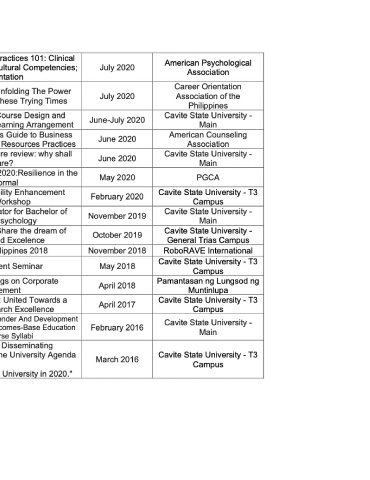 ractices 101: Clinical
ultural Competencies;
ntation
July 2020
American Psychological
Association
nfolding The Power
hese Trying Times
July 2020
Career Orientation
Association of the
Philippines
Course Design and
earning Arrangement
June-July 2020
Cavite State University -
Main
s Guide to Business
Resources Practices
June 2020
American Counseling
Association
re review: why shall
are?
June 2020
Cavite State University -
Main
2020:Resilience in the
ormal
May 2020
PGCA
ility Enhancement
Workshop
February 2020
Cavite State University - T3
Campus
ator for Bachelor of
sychology
November 2019
Cavite State University -
Main
Share the dream of
d Excelence
October 2019
Cavite State University -
General Trias Campus
lippines 2018
November 2018
RoboRAVE International
ent Seminar
May 2018
Cavite State University - T3
Campus
gs on Corporate
ement
April 2018
Pamantasan ng Lungsod ng
Muntinlupa
: United Towards a
arch Excellence
April 2017
Cavite State University - T3
Campus
nder And Development
comes-Base Education
rse Syllabi
February 2016
Cavite State University -
Main
Disseminating
he University Agenda
University in 2020."
March 2016
Cavite State University - T3
Campus